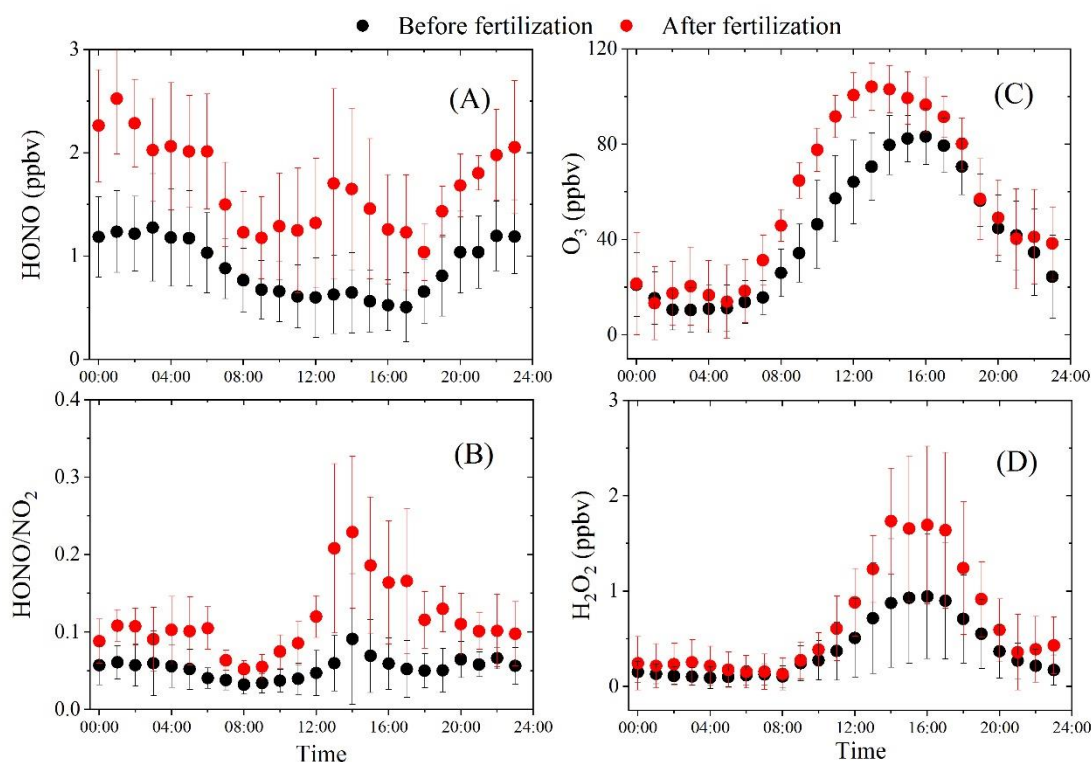 Before fertilization After fertilization
3
(A)
2
HONO (ppbv)
1
0
00:00 04:00 08:00 12:00 16:00 20:00 24:00
120
(C)
80
O₃ (ppbv)
40
0
00:00 04:00 08:00 12:00 16:00 20:00 24:00
0.4
(B)
0.3
HONO/NO₂
0.2
0.1
0.0
00:00 04:00 08:00 12:00 16:00 20:00 24:00
Time
3
(D)
2
H₂O₂ (ppbv)
1
0
00:00 04:00 08:00 12:00 16:00 20:00 24:00
Time